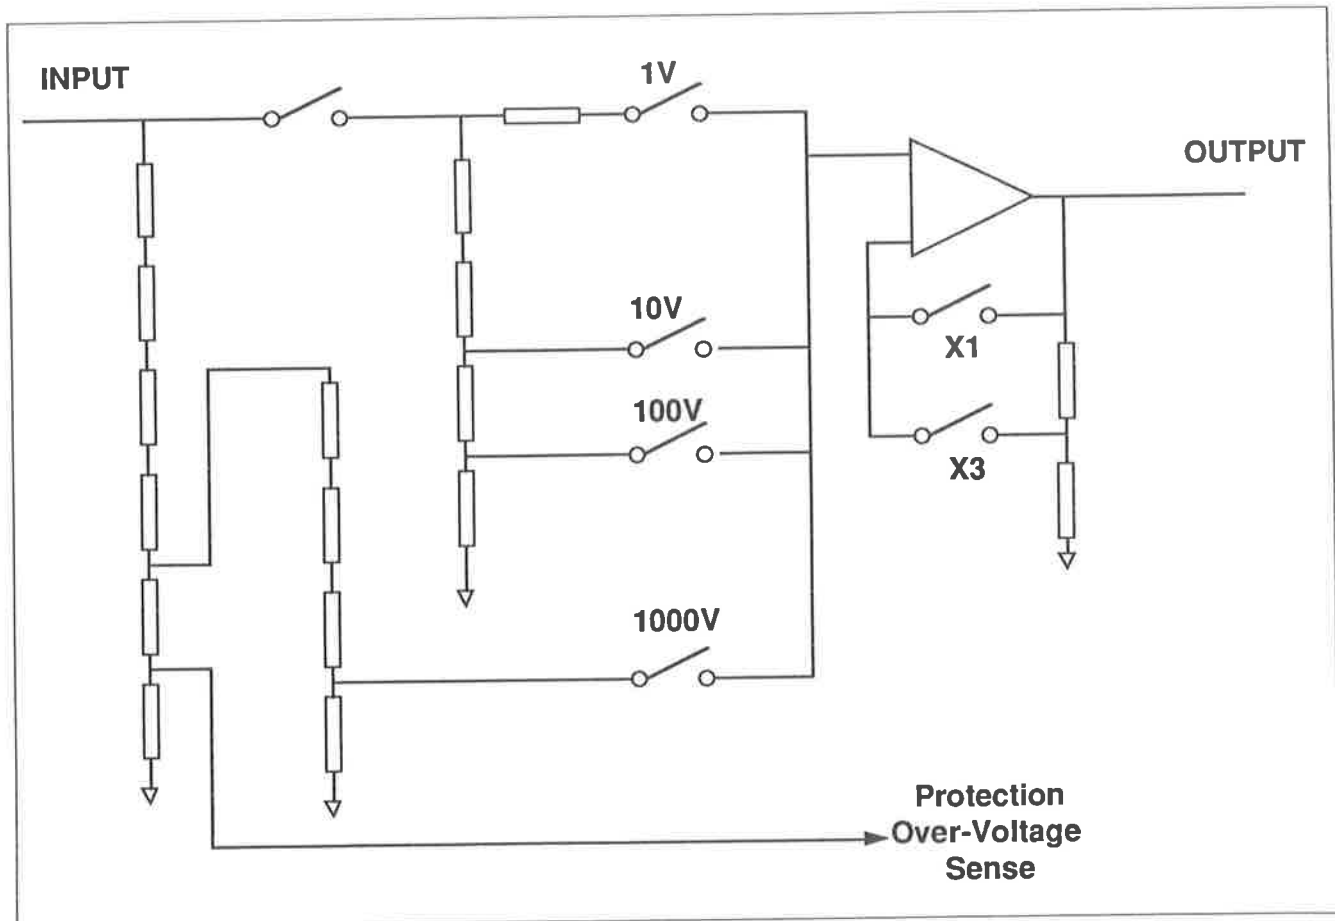 INPUT
1V
OUTPUT
10V
X1
100V
X3
1000V
Protection
Over-Voltage
Sense